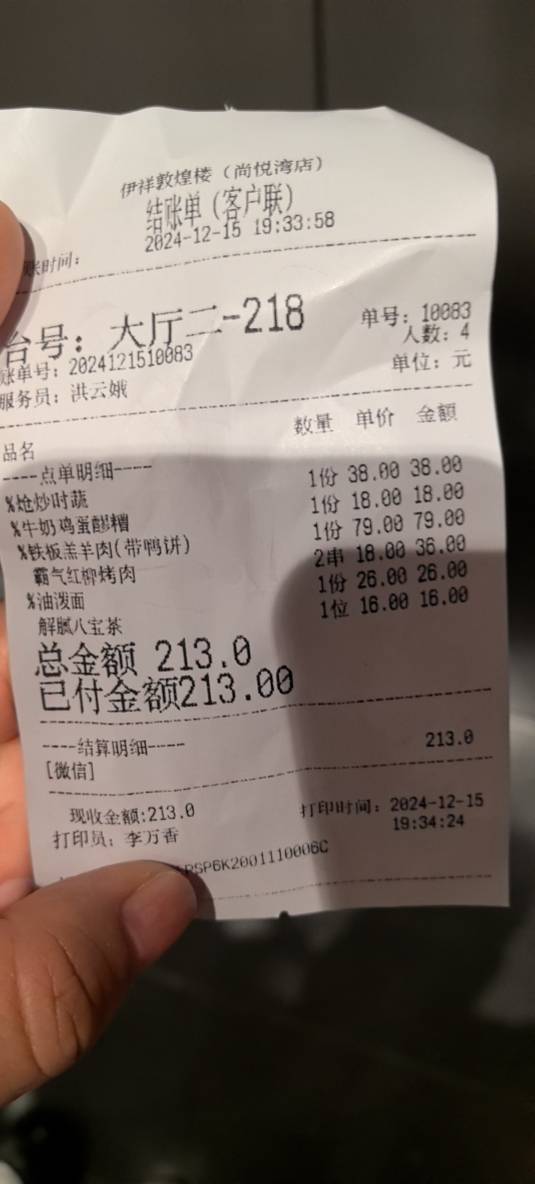 伊祥敦煌楼（尚悦湾店）
结账单（客户联）
2024-12-15 19:33:58
账时间：
台号：大厅二-218
单号：10083
人数：4
账单号：2024121510083
单位：元
服务员：洪云娥
品名 数量 单价 金额
----点单明细----
%炝炒时蔬 1份 38.00 38.00
%牛奶鸡蛋醪糟 1份 18.00 18.00
%铁板羔羊肉(带鸭饼) 1份 79.00 79.00
霸气红柳烤肉 2串 18.00 36.00
%油泼面 1份 26.00 26.00
解腻八宝茶 1位 16.00 16.00
总金额 213.0
已付金额213.00
----结算明细----
[微信] 213.0
现收金额:213.0
打印员：李万香
打印时间：2024-12-15
19:34:24
RSP6K2001110006C